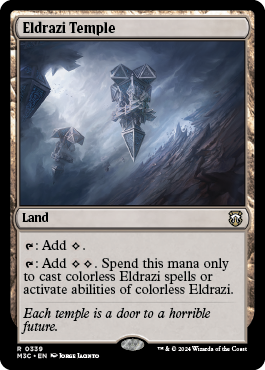 Eldrazi Temple
Land
: Add .
: Add . Spend this mana only
to cast colorless Eldrazi spells or
activate abilities of colorless Eldrazi.
Each temple is a door to a horrible
future.
R 0339
M3C • EN Jorge Jacinto
™ & © 2024 Wizards of the Coast